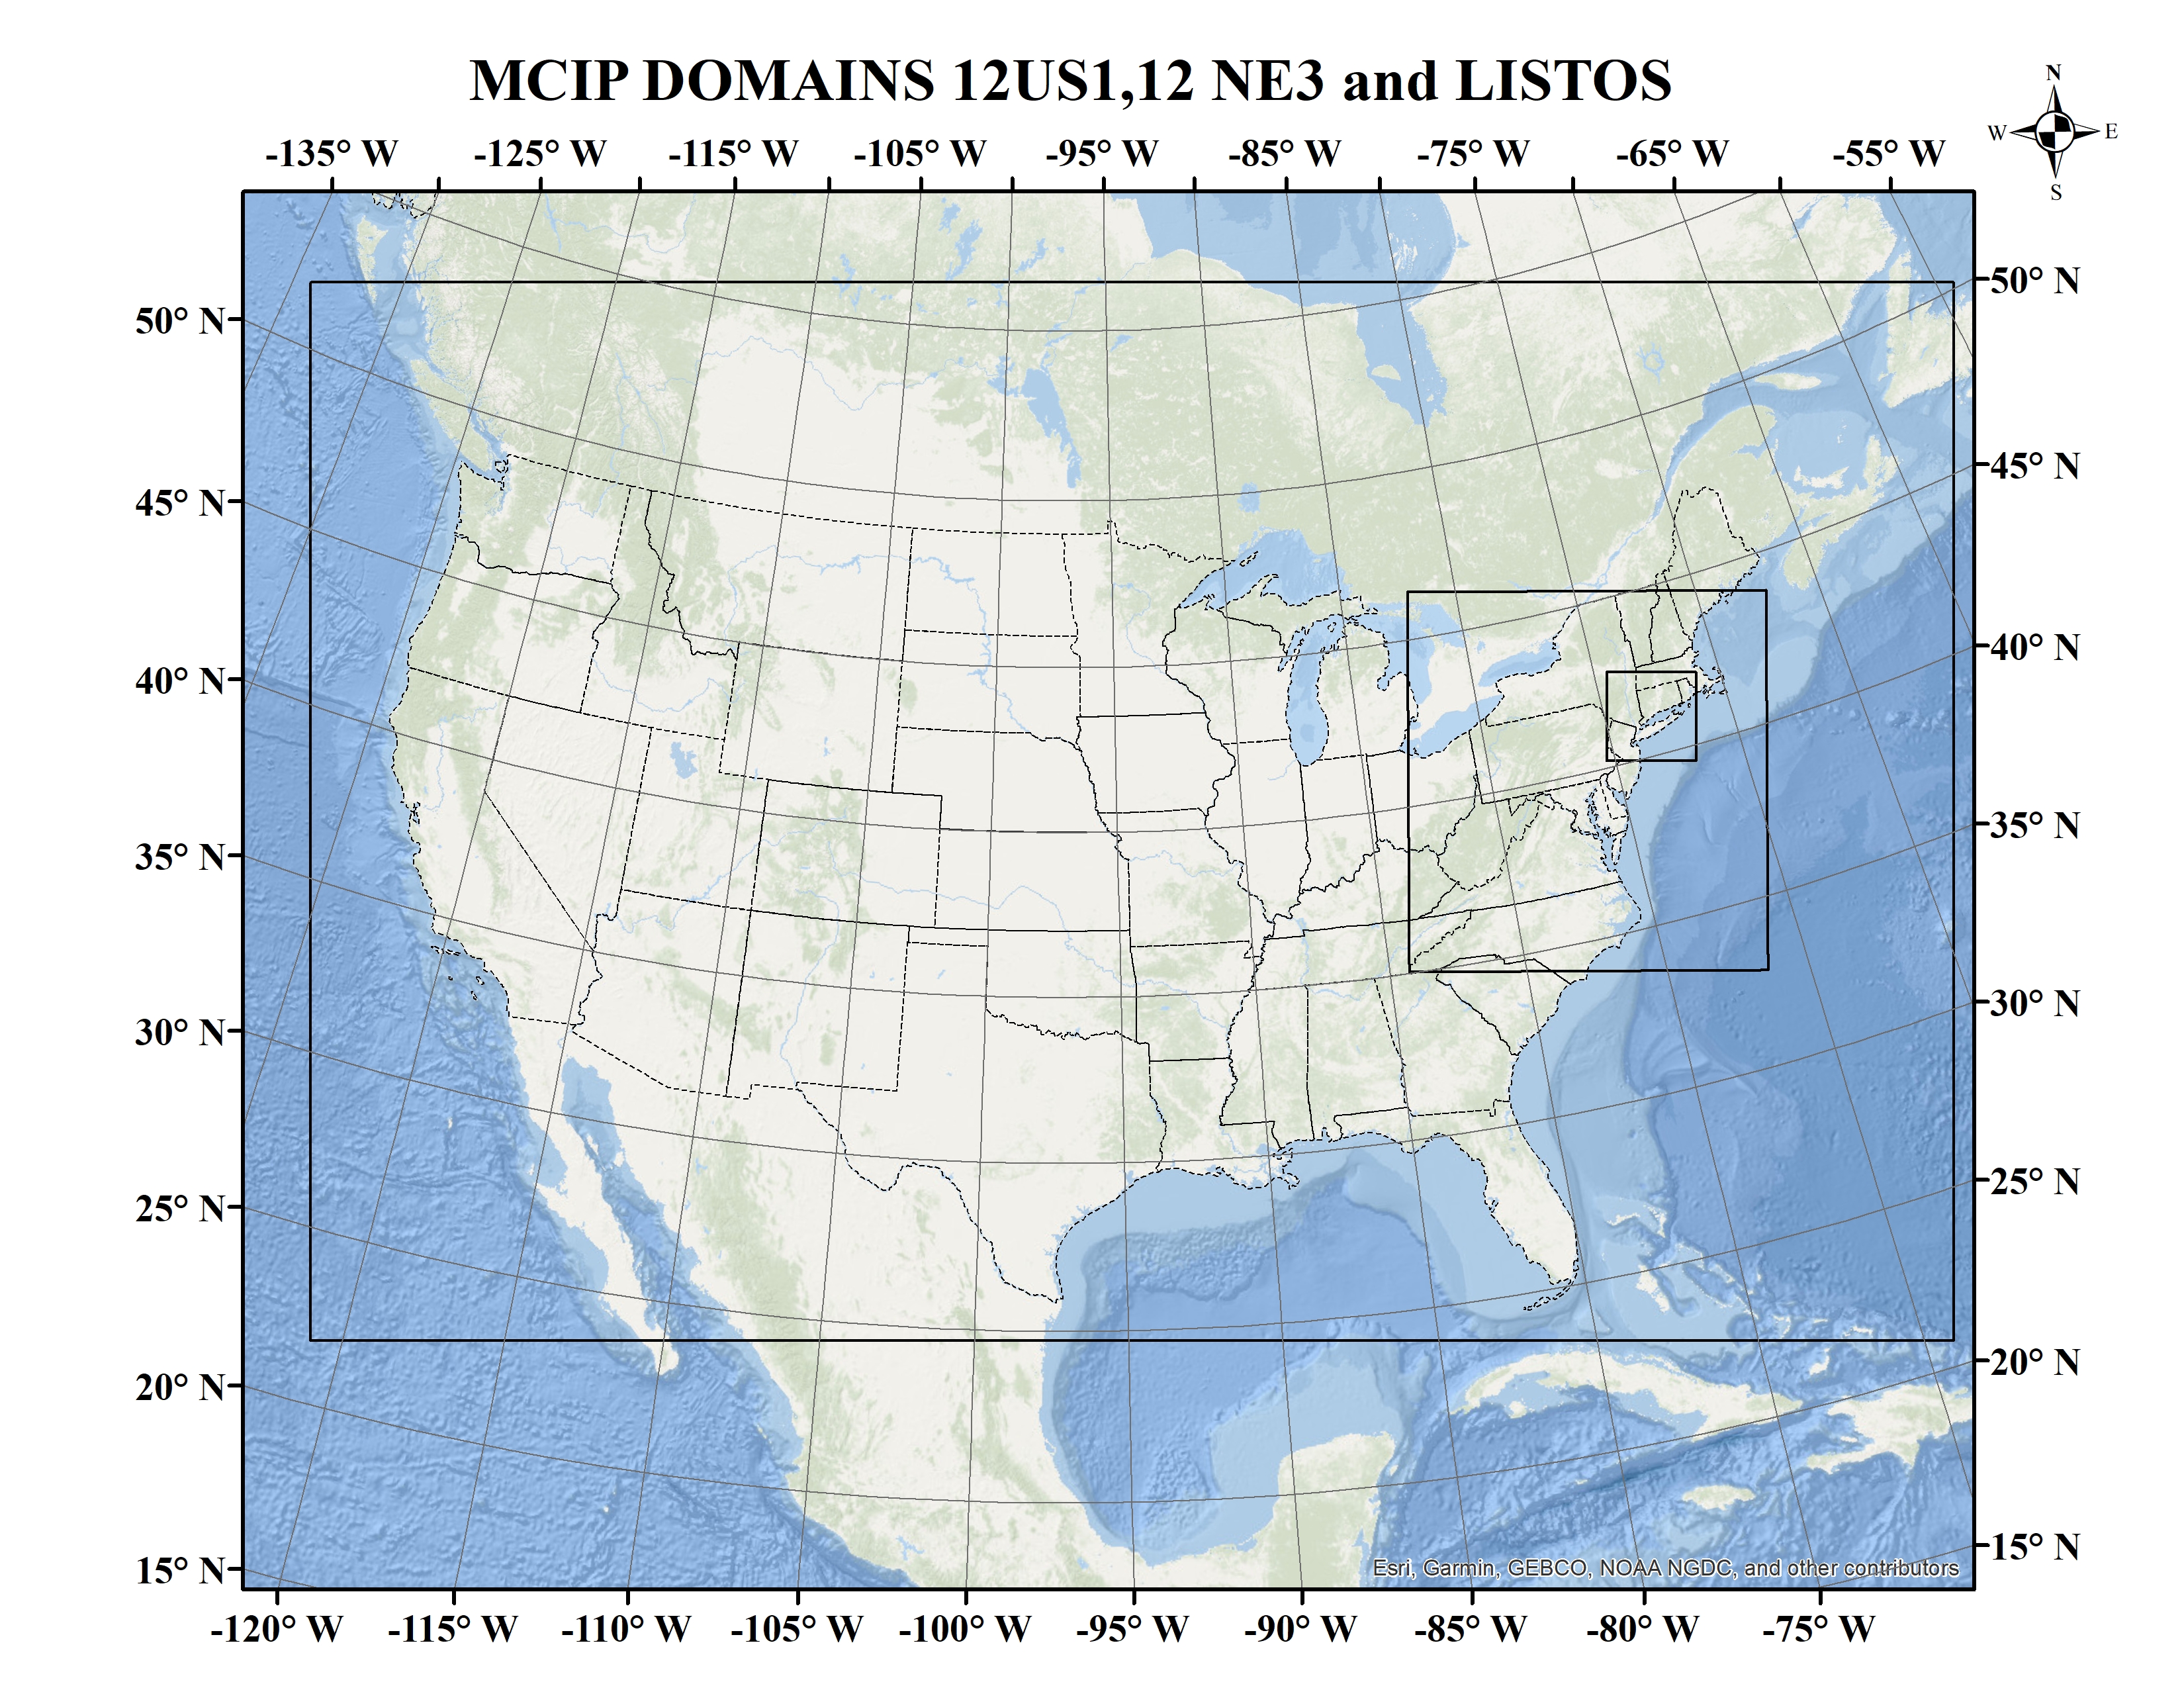 MCIP DOMAINS 12US1,12 NE3 and LISTOS
N
W E
S
-135° W -125° W -115° W -105° W -95° W -85° W -75° W -65° W -55° W
50° N
50° N
45° N
45° N
40° N
40° N
35° N
35° N
30° N
30° N
25° N
25° N
20° N
20° N
15° N
15° N
Esri, Garmin, GEBCO, NOAA NGDC, and other contributors
-120° W -115° W -110° W -105° W -100° W -95° W -90° W -85° W -80° W -75° W